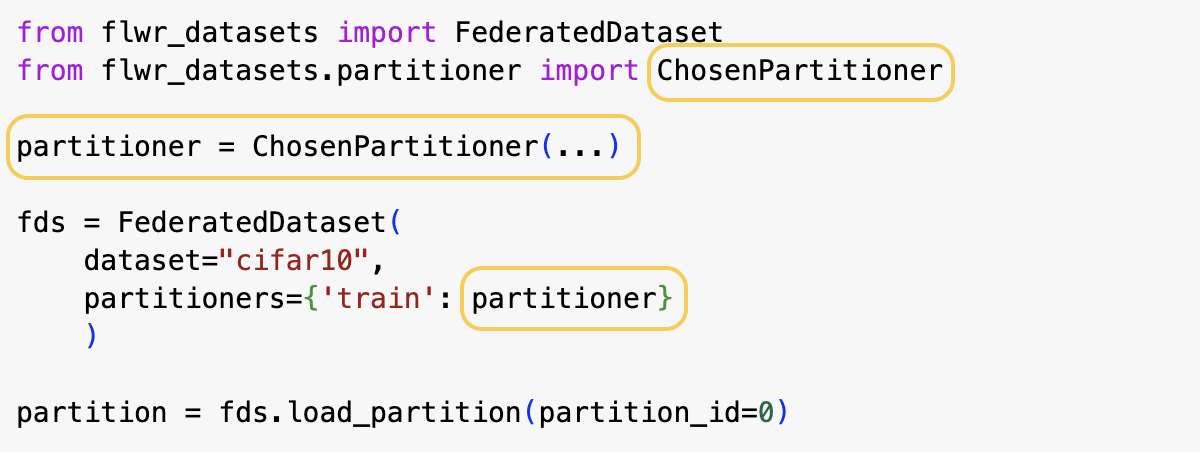 from flwr_datasets import FederatedDataset
from flwr_datasets.partitioner import ChosenPartitioner
partitioner = ChosenPartitioner(...)
fds = FederatedDataset(
    dataset="cifar10",
    partitioners={'train': partitioner}
    )
partition = fds.load_partition(partition_id=0)